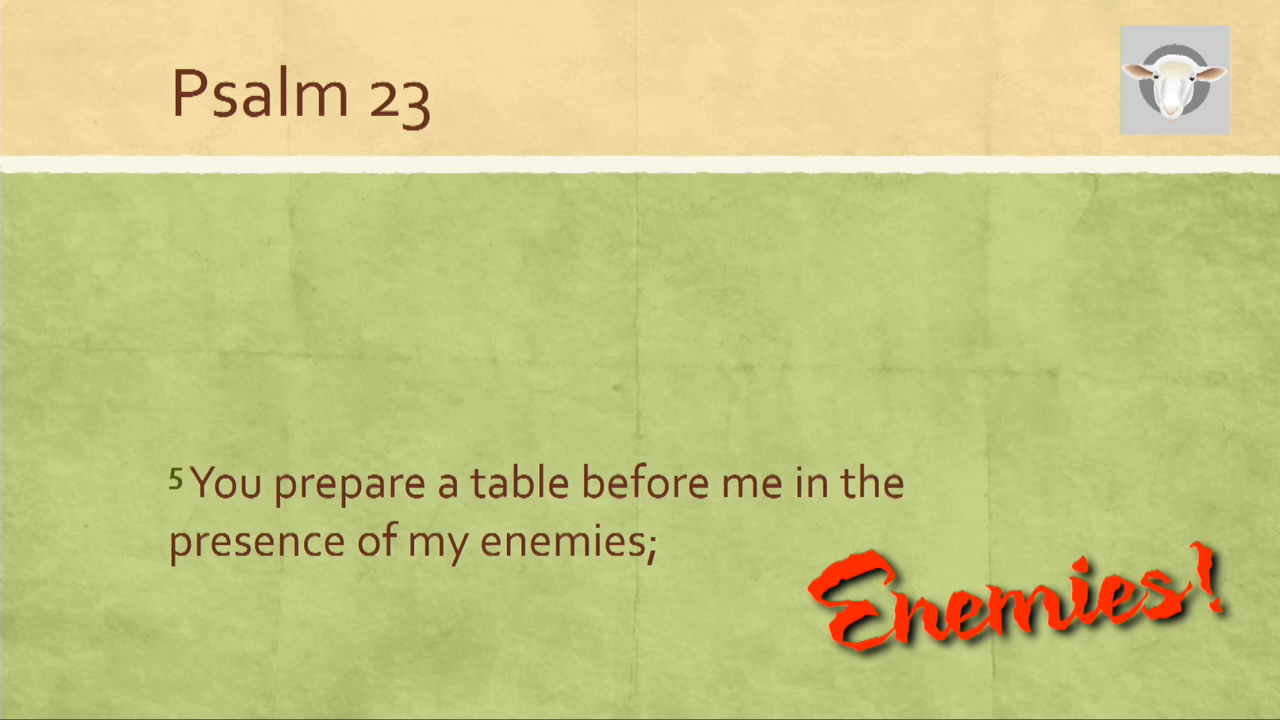 Psalm 23
5 You prepare a table before me in the
presence of my enemies;
Enemies!